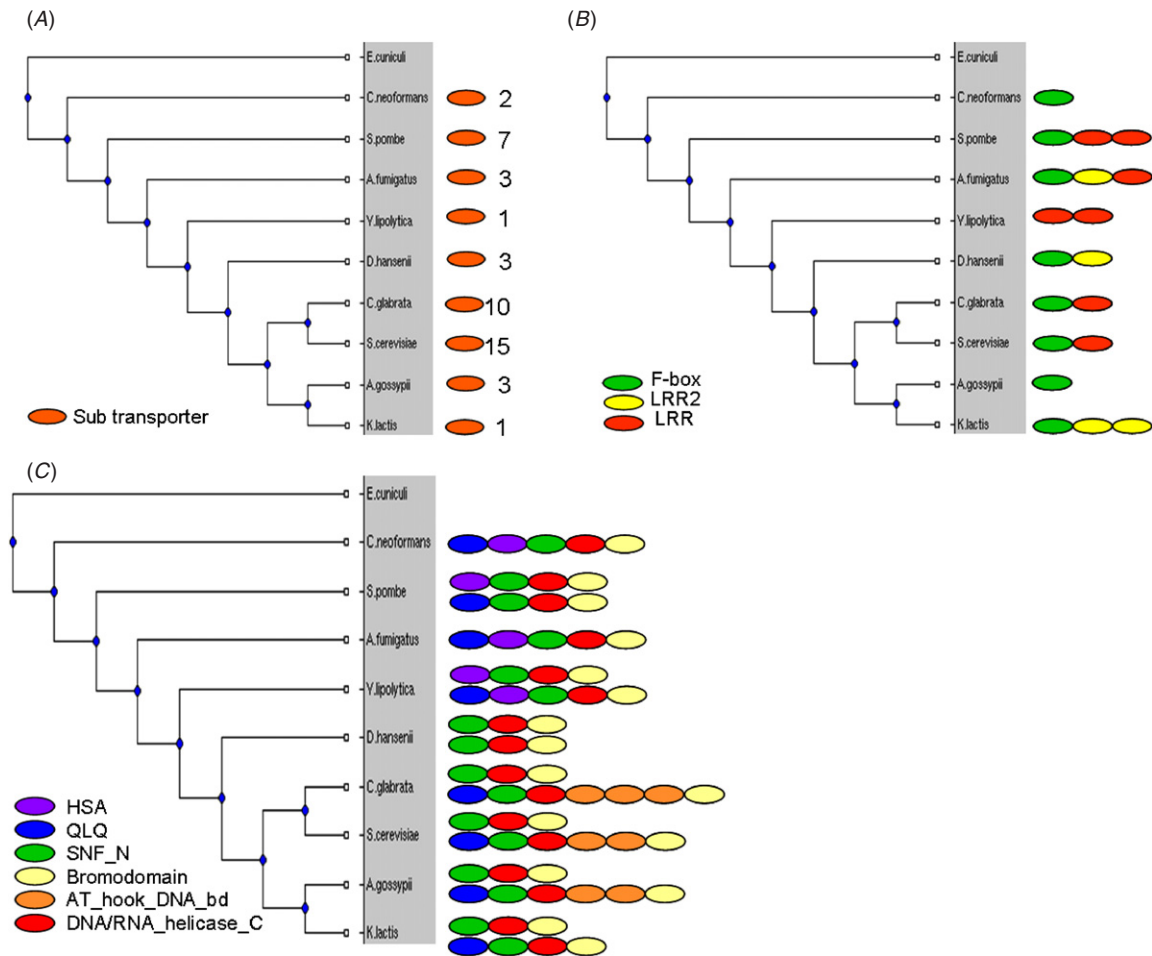 (A)
E.cuniculi
C.neoformans 2
S.pombe 7
A.fumigatus 3
Y.lipolytica 1
D.hansenii 3
C.glabrata 10
S.cerevisiae 15
A.gossypii 3
K.lactis 1
Sub transporter
(B)
E.cuniculi
C.neoformans
S.pombe
A.fumigatus
Y.lipolytica
D.hansenii
C.glabrata
S.cerevisiae
A.gossypii
K.lactis
F-box
LRR2
LRR
(C)
E.cuniculi
C.neoformans
S.pombe
A.fumigatus
Y.lipolytica
D.hansenii
C.glabrata
S.cerevisiae
A.gossypii
K.lactis
HSA
QLQ
SNF_N
Bromodomain
AT_hook_DNA_bd
DNA/RNA_helicase_C